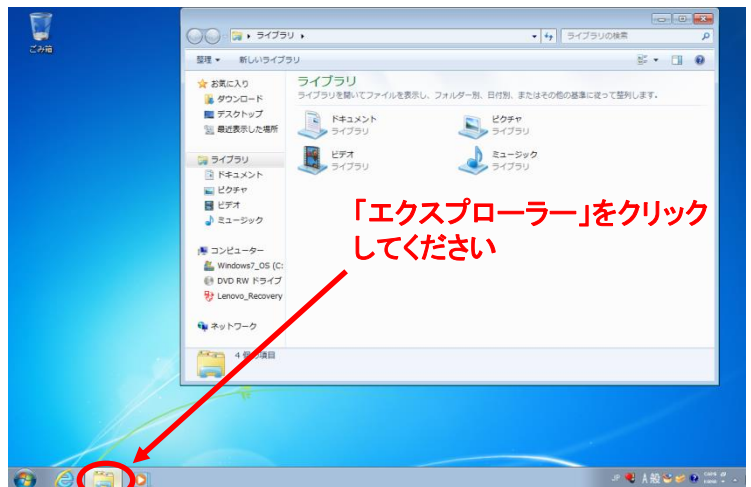 ごみ箱
ライブラリ
ライブラリの検索
整理
新しいライブラリ
お気に入り
ダウンロード
デスクトップ
最近表示した場所
ライブラリ
ドキュメント
ピクチャ
ビデオ
ミュージック
コンピューター
Windows7_OS (C:
DVD RW ドライブ
Lenovo_Recovery
ネットワーク
ライブラリ
ライブラリを開いてファイルを表示し、フォルダー別、日付別、またはその他の基準に従って整列します。
ドキュメント
ライブラリ
ピクチャ
ライブラリ
ビデオ
ライブラリ
ミュージック
ライブラリ
「エクスプローラー」をクリック
してください
4 個の項目
JP
A 般
CAPS
KANA